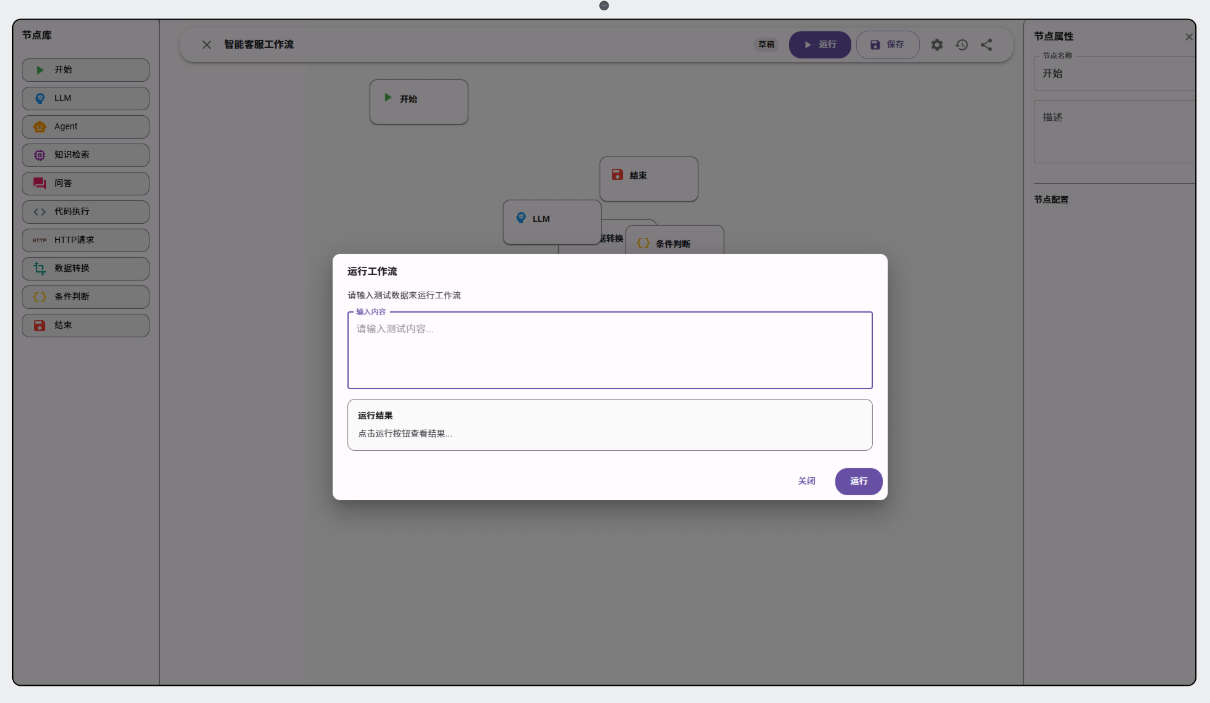 节点库
开始
LLM
Agent
知识检索
问答
代码执行
HTTP
HTTP请求
数据转换
条件判断
结束
智能客服工作流
草稿
运行
保存
开始
结束
LLM
转换
条件判断
运行工作流
请输入测试数据来运行工作流
输入内容
请输入测试内容...
运行结果
点击运行按钮查看结果...
关闭
运行
节点属性
节点名称
开始
描述
节点配置